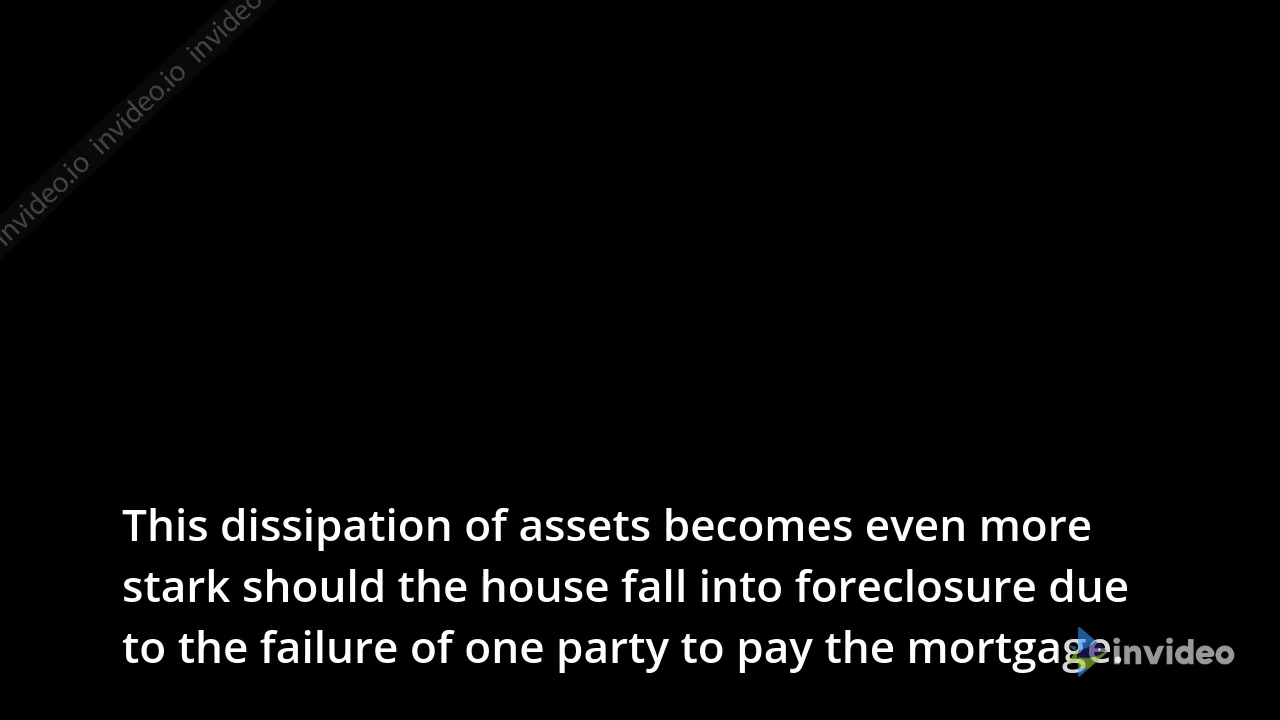 invideo.io invideo.io invideo
This dissipation of assets becomes even more
stark should the house fall into foreclosure due
to the failure of one party to pay the mortgage.
invideo